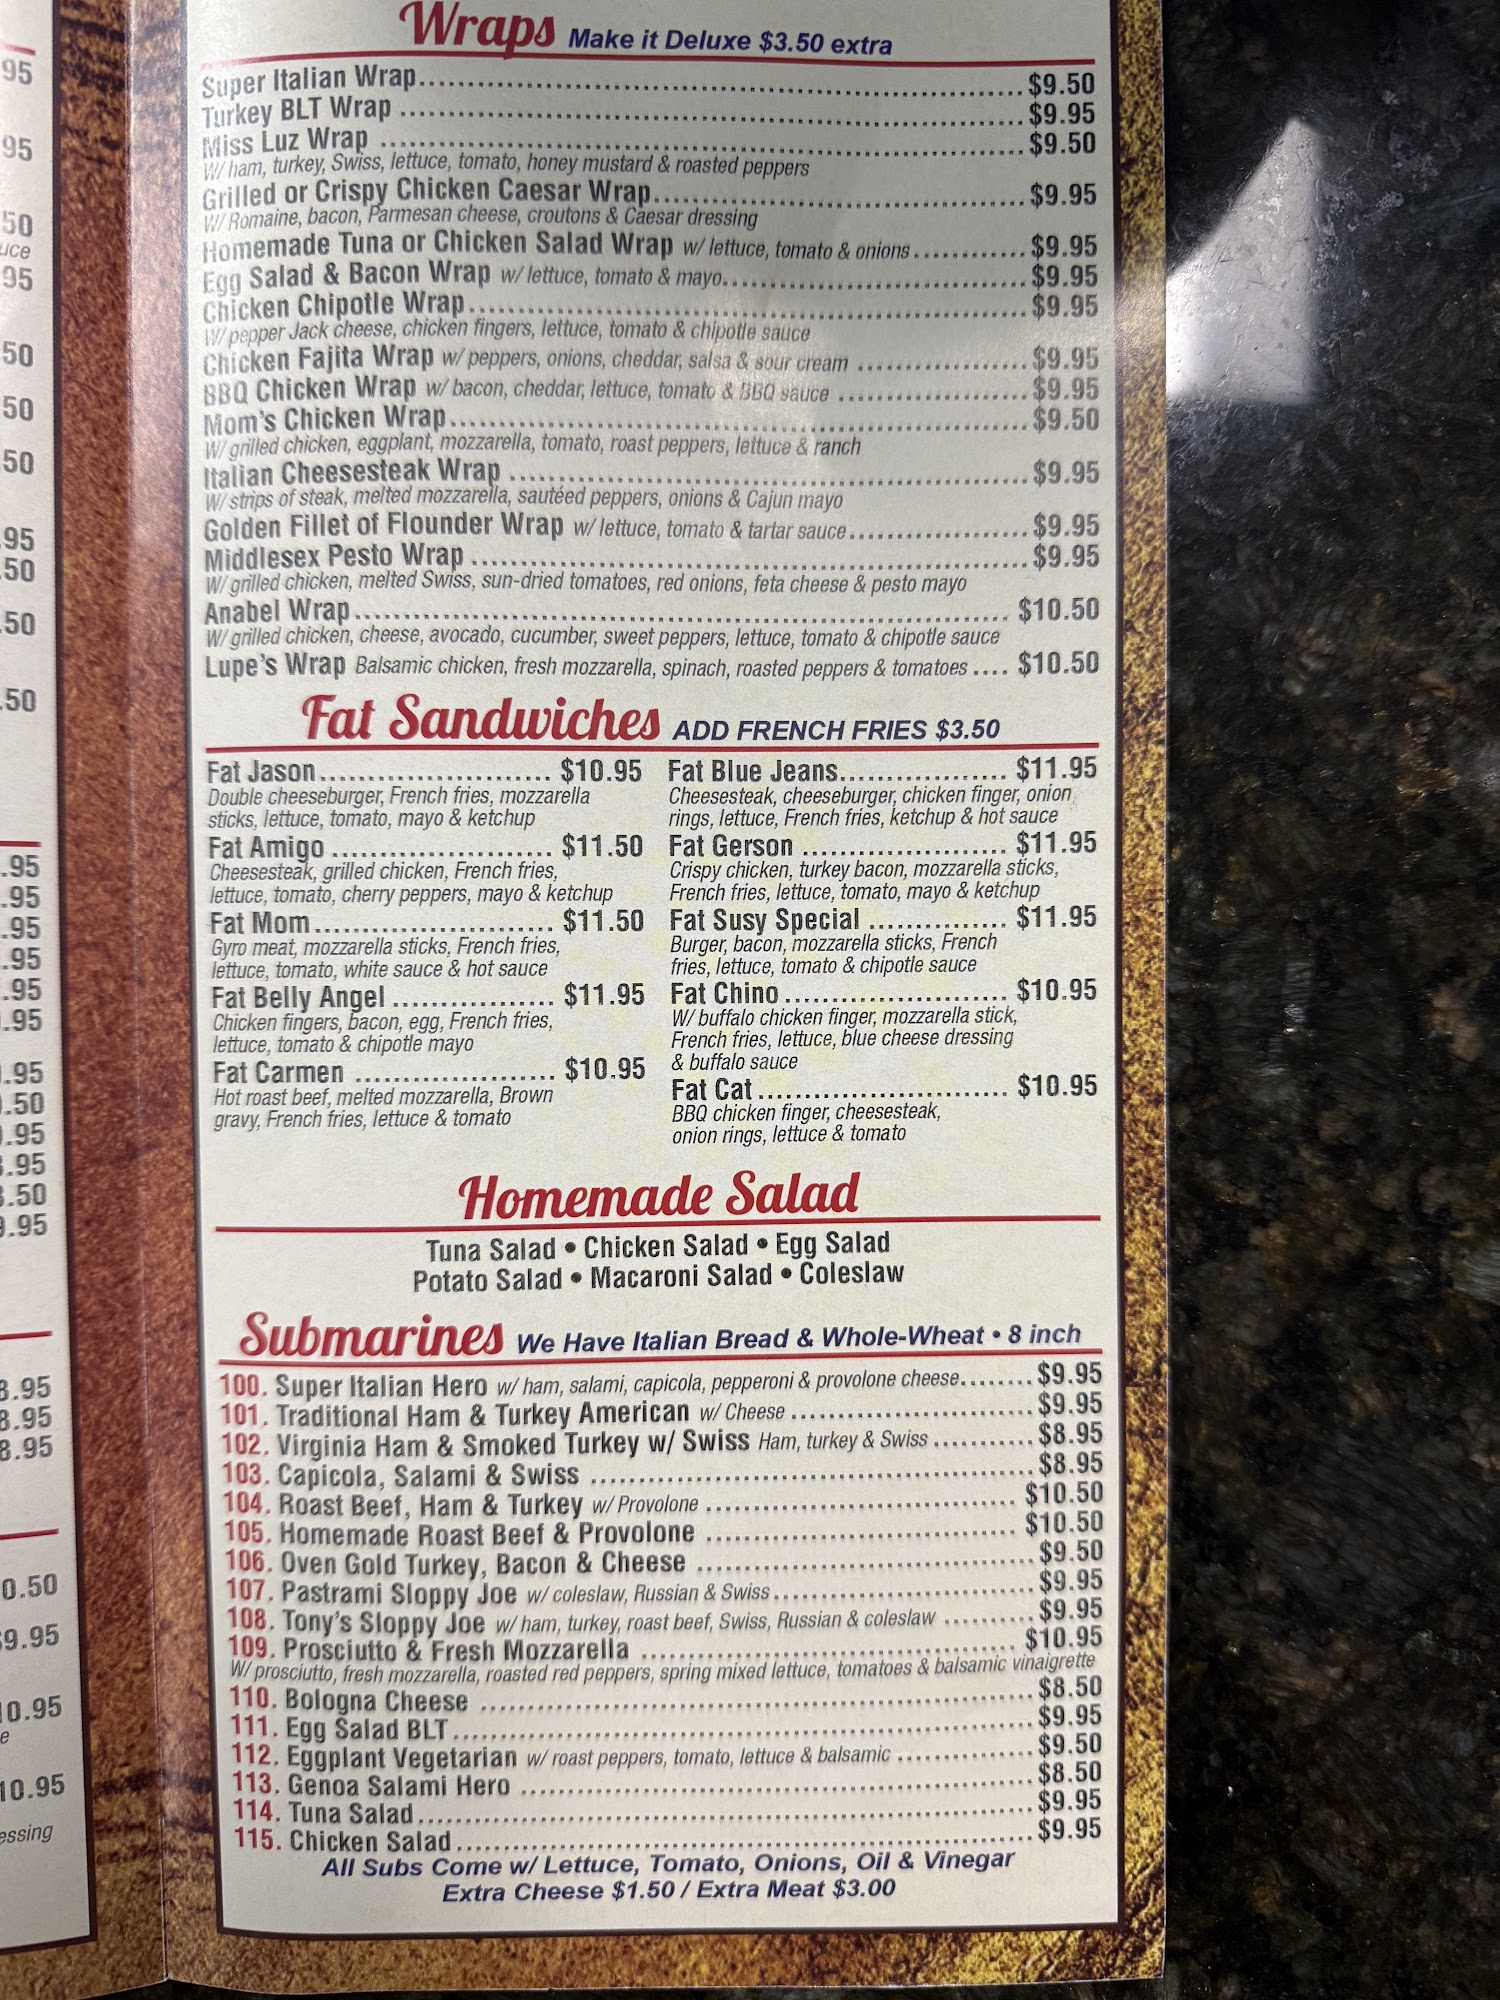 Wraps Make it Deluxe $3.50 extra
Super Italian Wrap $9.50
Turkey BLT Wrap $9.95
Miss Luz Wrap $9.50
W/ ham, turkey, Swiss, lettuce, tomato, honey mustard & roasted peppers
Grilled or Crispy Chicken Caesar Wrap $9.95
W/ Romaine, bacon, Parmesan cheese, croutons & Caesar dressing
Homemade Tuna or Chicken Salad Wrap w/ lettuce, tomato & onions $9.95
Egg Salad & Bacon Wrap w/ lettuce, tomato & mayo $9.95
Chicken Chipotle Wrap $9.95
W/ pepper Jack cheese, chicken fingers, lettuce, tomato & chipotle sauce
Chicken Fajita Wrap w/ peppers, onions, cheddar, salsa & sour cream $9.95
BBQ Chicken Wrap w/ bacon, cheddar, lettuce, tomato & BBQ sauce $9.95
Mom's Chicken Wrap $9.50
W/ grilled chicken, eggplant, mozzarella, tomato, roast peppers, lettuce & ranch
Italian Cheesesteak Wrap $9.95
W/ strips of steak, melted mozzarella, sautéed peppers, onions & Cajun mayo
Golden Fillet of Flounder Wrap w/ lettuce, tomato & tartar sauce $9.95
Middlesex Pesto Wrap $9.95
W/ grilled chicken, melted Swiss, sun-dried tomatoes, red onions, feta cheese & pesto mayo
Anabel Wrap $10.50
W/ grilled chicken, cheese, avocado, cucumber, sweet peppers, lettuce, tomato & chipotle sauce
Lupe's Wrap Balsamic chicken, fresh mozzarella, spinach, roasted peppers & tomatoes $10.50
Fat Sandwiches ADD FRENCH FRIES $3.50
Fat Jason $10.95
Double cheeseburger, French fries, mozzarella
sticks, lettuce, tomato, mayo & ketchup
Fat Amigo $11.50
Cheesesteak, grilled chicken, French fries,
lettuce, tomato, cherry peppers, mayo & ketchup
Fat Mom $11.50
Gyro meat, mozzarella sticks, French fries,
lettuce, tomato, white sauce & hot sauce
Fat Belly Angel $11.95
Chicken fingers, bacon, egg, French fries,
lettuce, tomato & chipotle mayo
Fat Carmen $10.95
Hot roast beef, melted mozzarella, Brown
gravy, French fries, lettuce & tomato
Fat Blue Jeans $11.95
Cheesesteak, cheeseburger, chicken finger, onion
rings, lettuce, French fries, ketchup & hot sauce
Fat Gerson $11.95
Crispy chicken, turkey bacon, mozzarella sticks,
French fries, lettuce, tomato, mayo & ketchup
Fat Susy Special $11.95
Burger, bacon, mozzarella sticks, French
fries, lettuce, tomato & chipotle sauce
Fat Chino $10.95
W/ buffalo chicken finger, mozzarella stick,
French fries, lettuce, blue cheese dressing
& buffalo sauce
Fat Cat $10.95
BBQ chicken finger, cheesesteak,
onion rings, lettuce & tomato
Homemade Salad
Tuna Salad • Chicken Salad • Egg Salad
Potato Salad • Macaroni Salad • Coleslaw
Submarines We Have Italian Bread & Whole-Wheat • 8 inch
100. Super Italian Hero w/ ham, salami, capicola, pepperoni & provolone cheese $9.95
101. Traditional Ham & Turkey American w/ Cheese $9.95
102. Virginia Ham & Smoked Turkey w/ Swiss Ham, turkey & Swiss $8.95
103. Capicola, Salami & Swiss $8.95
104. Roast Beef, Ham & Turkey w/ Provolone $10.50
105. Homemade Roast Beef & Provolone $10.50
106. Oven Gold Turkey, Bacon & Cheese $9.50
107. Pastrami Sloppy Joe w/ coleslaw, Russian & Swiss $9.95
108. Tony's Sloppy Joe w/ ham, turkey, roast beef, Swiss, Russian & coleslaw $9.95
109. Prosciutto & Fresh Mozzarella $10.95
W/ prosciutto, fresh mozzarella, roasted red peppers, spring mixed lettuce, tomatoes & balsamic vinaigrette
110. Bologna Cheese $8.50
111. Egg Salad BLT $9.95
112. Eggplant Vegetarian w/ roast peppers, tomato, lettuce & balsamic $9.50
113. Genoa Salami Hero $8.50
114. Tuna Salad $9.95
115. Chicken Salad $9.95
All Subs Come w/ Lettuce, Tomato, Onions, Oil & Vinegar
Extra Cheese $1.50 / Extra Meat $3.00